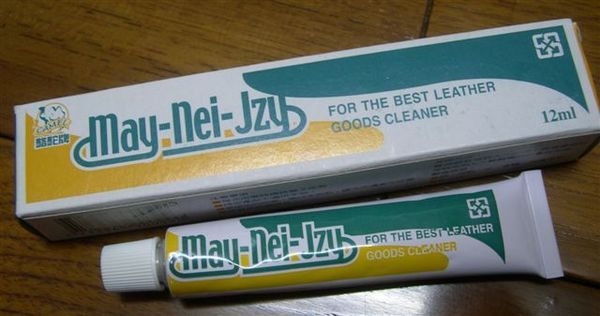 May-Nei-Jzy
FOR THE BEST LEATHER
GOODS CLEANER
12ml
May-Nei-Jzy
FOR THE BEST LEATHER
GOODS CLEANER